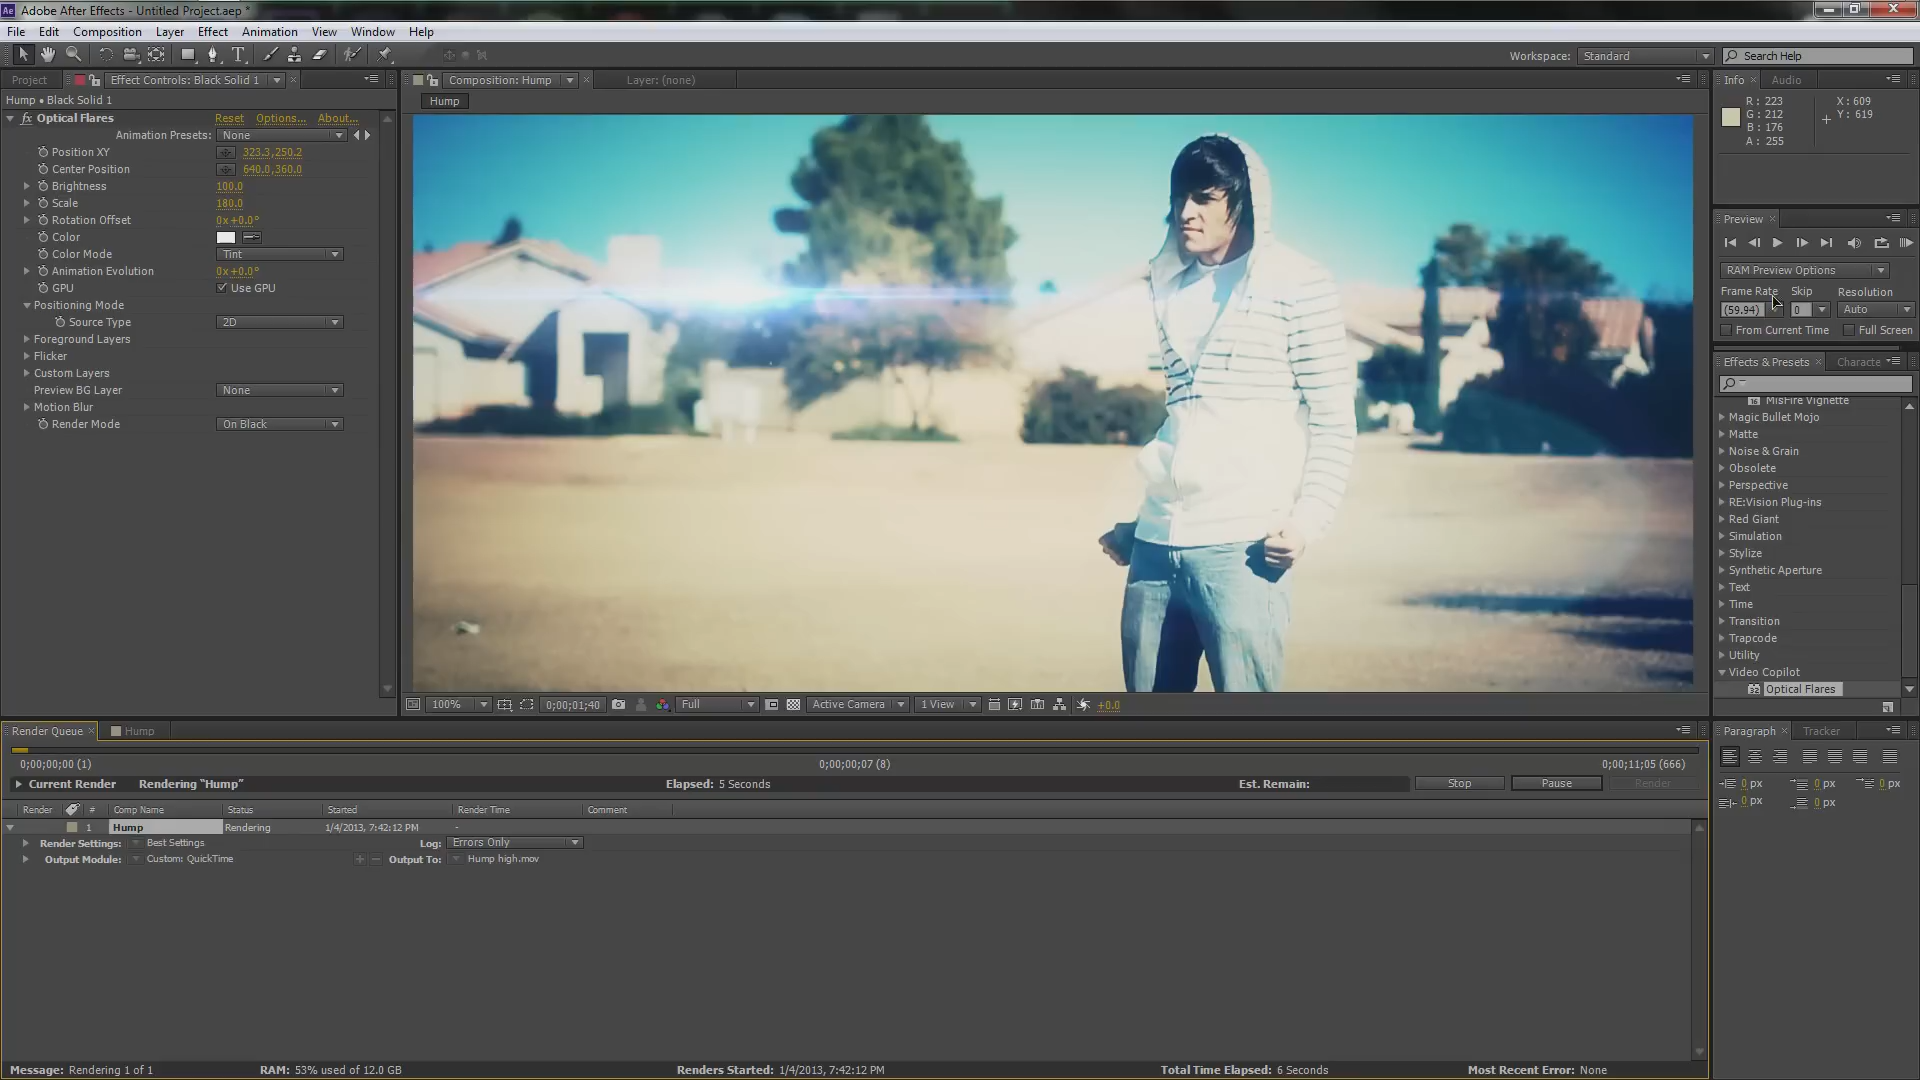 Ae Adobe After Effects - Untitled Project.aep *
File Edit Composition Layer Effect Animation View Window Help
Workspace: Standard Search Help
Project Effect Controls: Black Solid 1
Hump • Black Solid 1
fx Optical Flares Reset Options... About...
Animation Presets: None
Position XY 323.3,250.2
Center Position 640.0,360.0
Brightness 100.0
Scale 180.0
Rotation Offset 0x+0.0°
Color
Color Mode Tint
Animation Evolution 0x+0.0°
GPU Use GPU
Positioning Mode
Source Type 2D
Foreground Layers
Flicker
Custom Layers
Preview BG Layer None
Motion Blur
Render Mode On Black
Composition: Hump Layer: (none)
Hump
100% 0;00;01;40 Full Active Camera 1 View +0.0
Info Audio
R: 223 X: 609
G: 212 Y: 619
B: 176
A: 255
Preview
RAM Preview Options
Frame Rate Skip Resolution
(59.94) 0 Auto
From Current Time Full Screen
Effects & Presets Characte
MisFire Vignette
Magic Bullet Mojo
Matte
Noise & Grain
Obsolete
Perspective
RE:Vision Plug-ins
Red Giant
Simulation
Stylize
Synthetic Aperture
Text
Time
Transition
Trapcode
Utility
Video Copilot
32 Optical Flares
Render Queue Hump
0;00;00;00 (1) 0;00;00;07 (8) 0;00;11;05 (666)
Current Render Rendering “Hump” Elapsed: 5 Seconds Est. Remain: Stop Pause Render
Render # Comp Name Status Started Render Time Comment
1 Hump Rendering 1/4/2013, 7:42:12 PM -
Render Settings: Best Settings Log: Errors Only
Output Module: Custom: QuickTime + – Output To: Hump high.mov
Message: Rendering 1 of 1 RAM: 53% used of 12.0 GB Renders Started: 1/4/2013, 7:42:12 PM Total Time Elapsed: 6 Seconds Most Recent Error: None
Paragraph Tracker
0 px 0 px 0 px
0 px 0 px